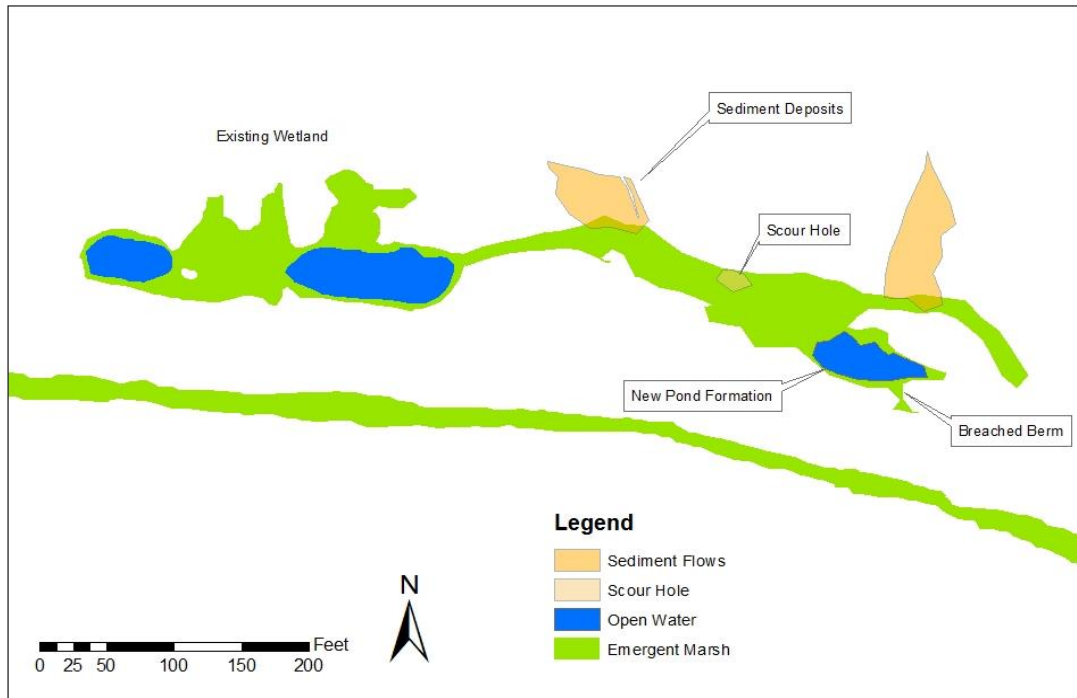 Sediment Deposits
Existing Wetland
Scour Hole
New Pond Formation
Breached Berm
Legend
Sediment Flows
Scour Hole
Open Water
Emergent Marsh
N
Feet
0 25 50 100 150 200